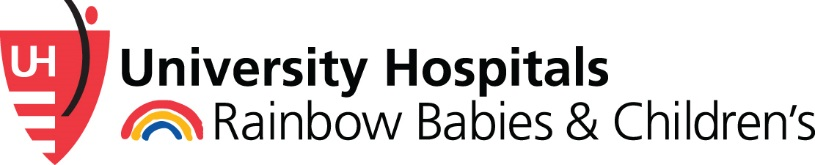 UH
University Hospitals
Rainbow Babies & Children's